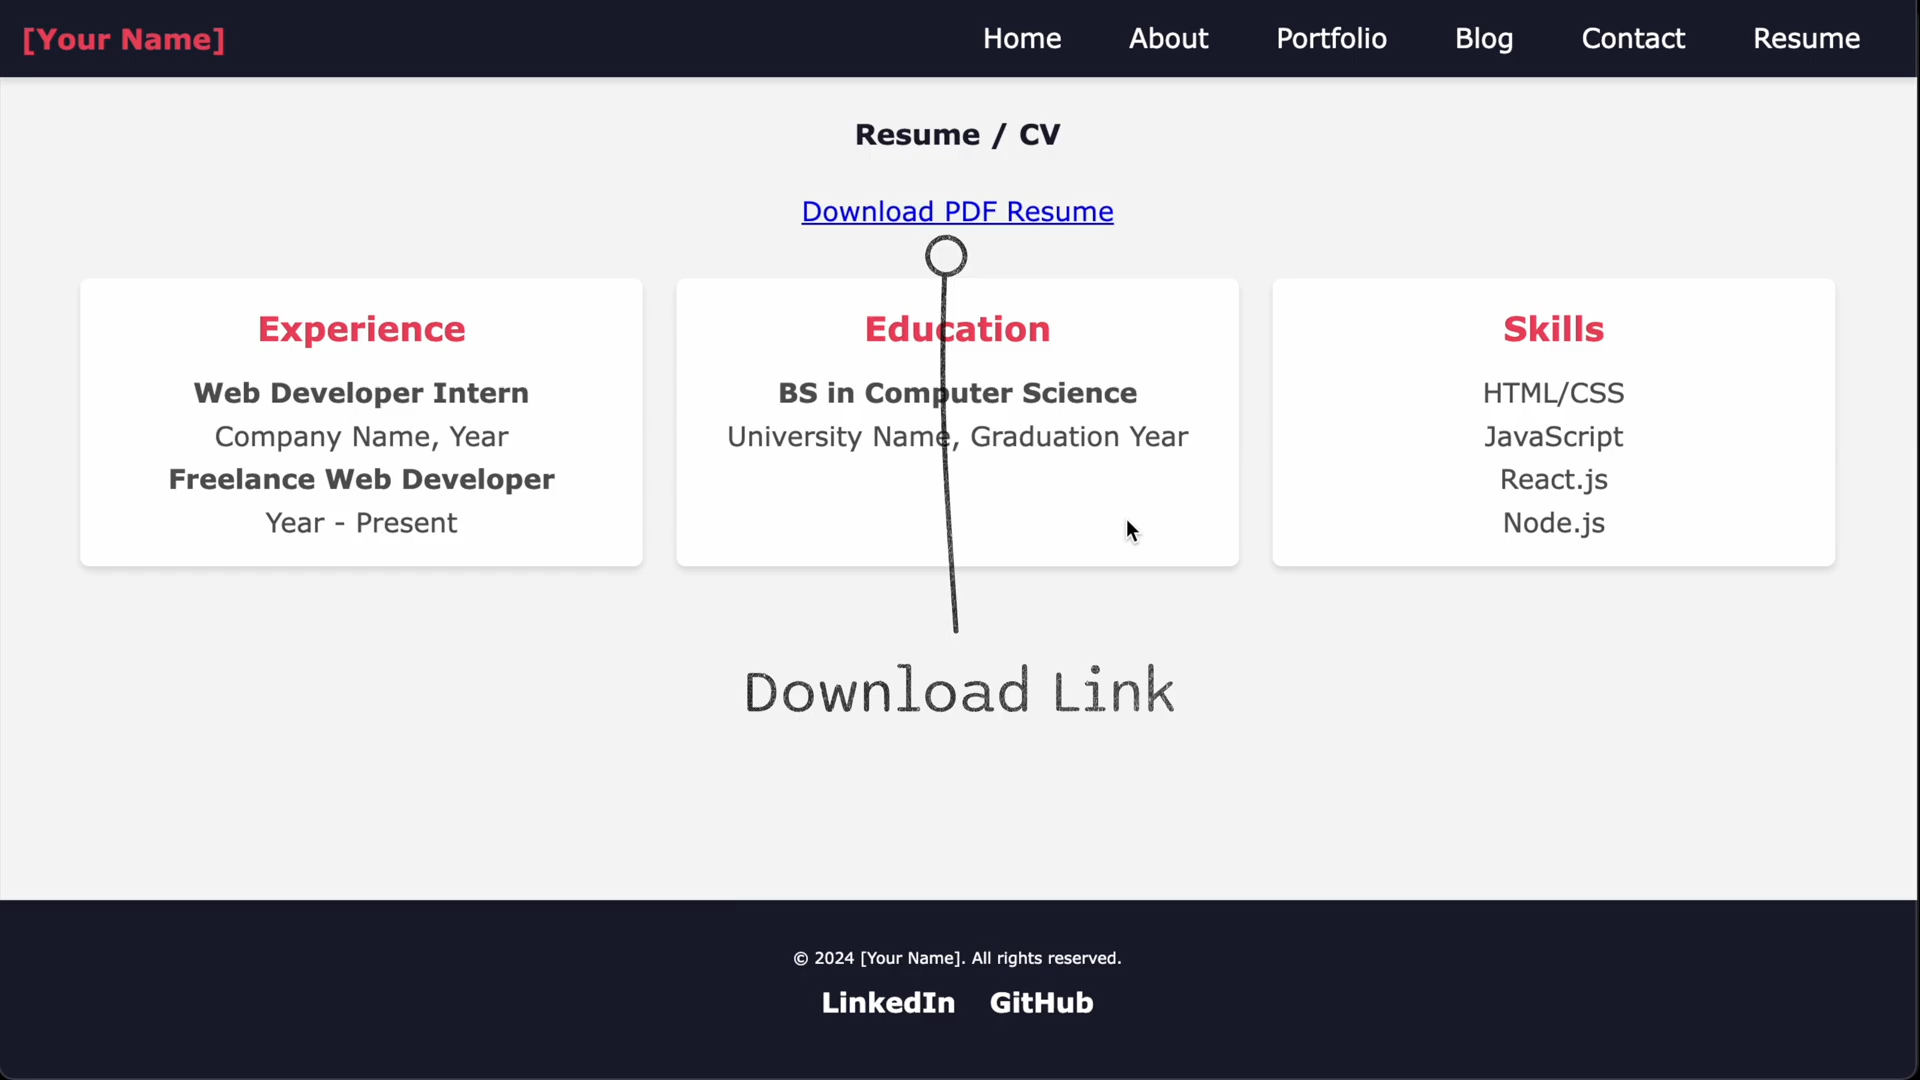 [Your Name] Home About Portfolio Blog Contact Resume
Resume / CV
Download PDF Resume
Experience
Web Developer Intern
Company Name, Year
Freelance Web Developer
Year - Present
Education
BS in Computer Science
University Name, Graduation Year
Skills
HTML/CSS
JavaScript
React.js
Node.js
Download Link
© 2024 [Your Name]. All rights reserved.
LinkedIn GitHub